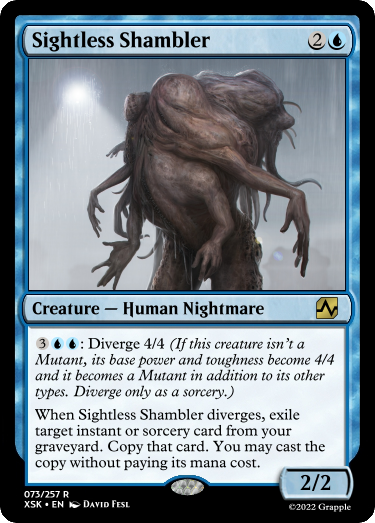 Sightless Shambler 2
Creature — Human Nightmare
3: Diverge 4/4 (If this creature isn't a
Mutant, its base power and toughness become 4/4
and it becomes a Mutant in addition to its other
types. Diverge only as a sorcery.)
When Sightless Shambler diverges, exile
target instant or sorcery card from your
graveyard. Copy that card. You may cast the
copy without paying its mana cost.
2/2
073/257 R
XSK • EN David Fesl
©2022 Grapple